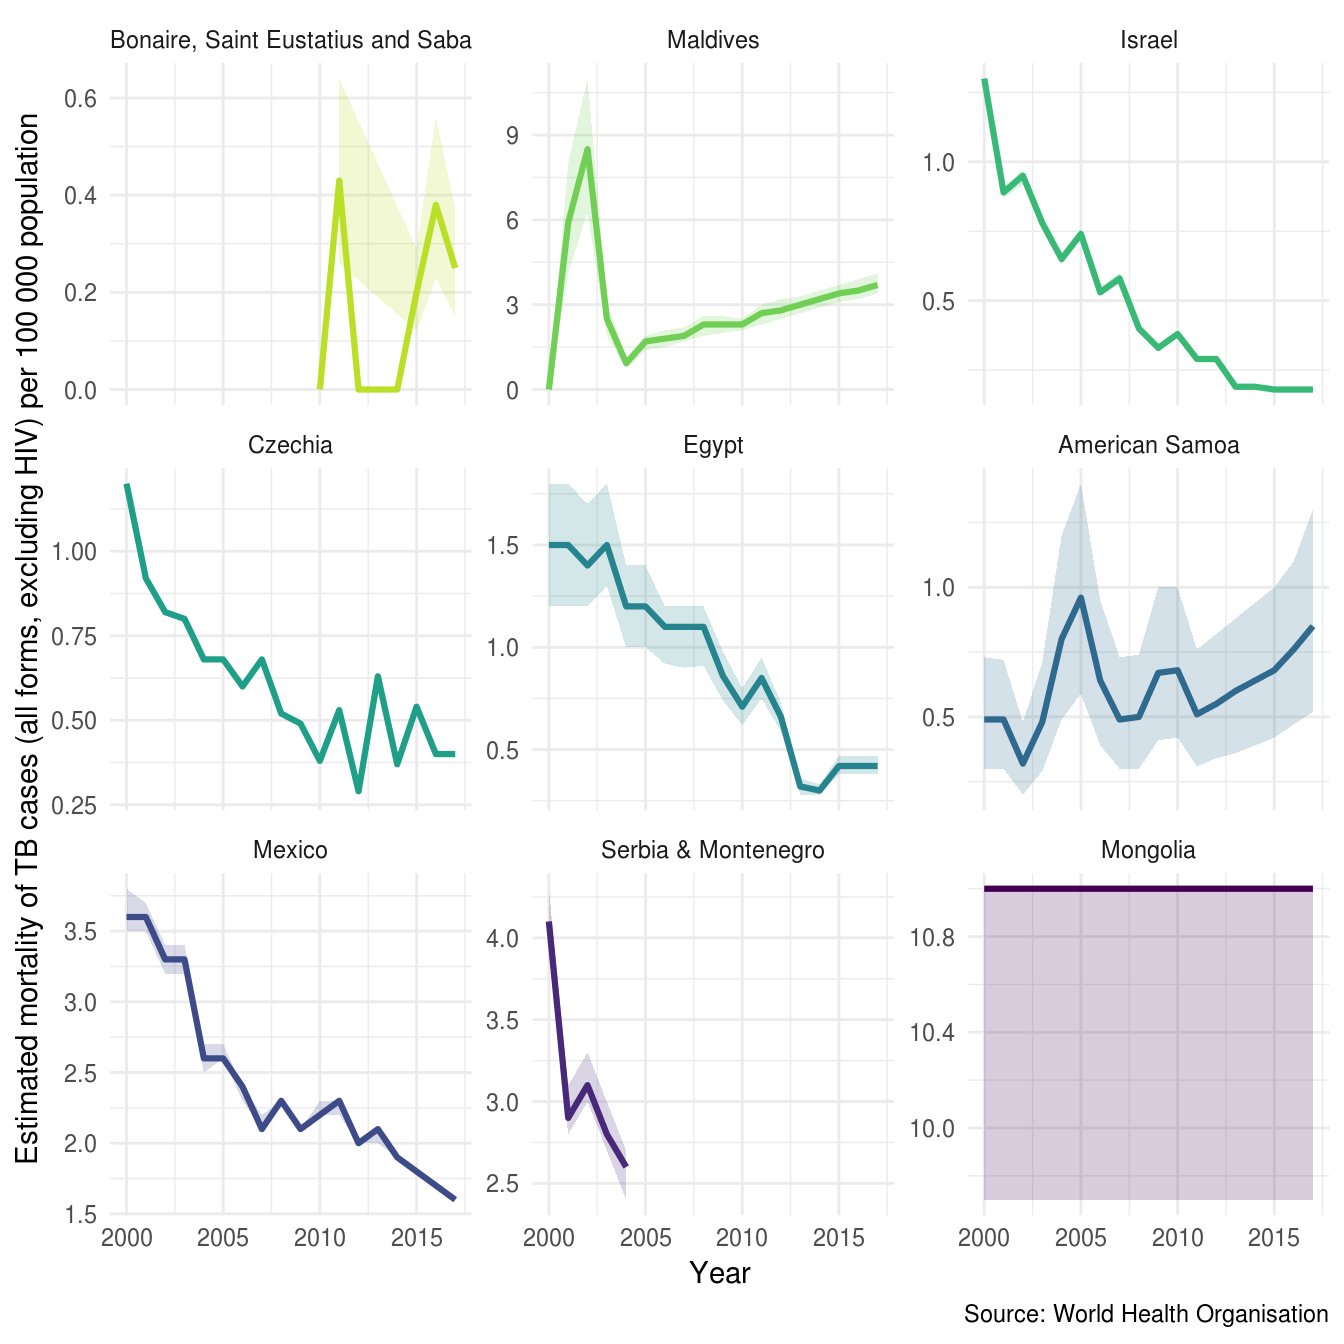 Estimated mortality of TB cases (all forms, excluding HIV) per 100 000 population
Bonaire, Saint Eustatius and Saba
0.6
0.4
0.2
0.0
Maldives
9
6
3
0
Israel
1.0
0.5
Czechia
1.00
0.75
0.50
0.25
Egypt
1.5
1.0
0.5
American Samoa
1.0
0.5
Mexico
3.5
3.0
2.5
2.0
1.5
2000 2005 2010 2015
Serbia & Montenegro
4.0
3.5
3.0
2.5
2000 2005 2010 2015
Mongolia
10.8
10.4
10.0
2000 2005 2010 2015
Year
Source: World Health Organisation